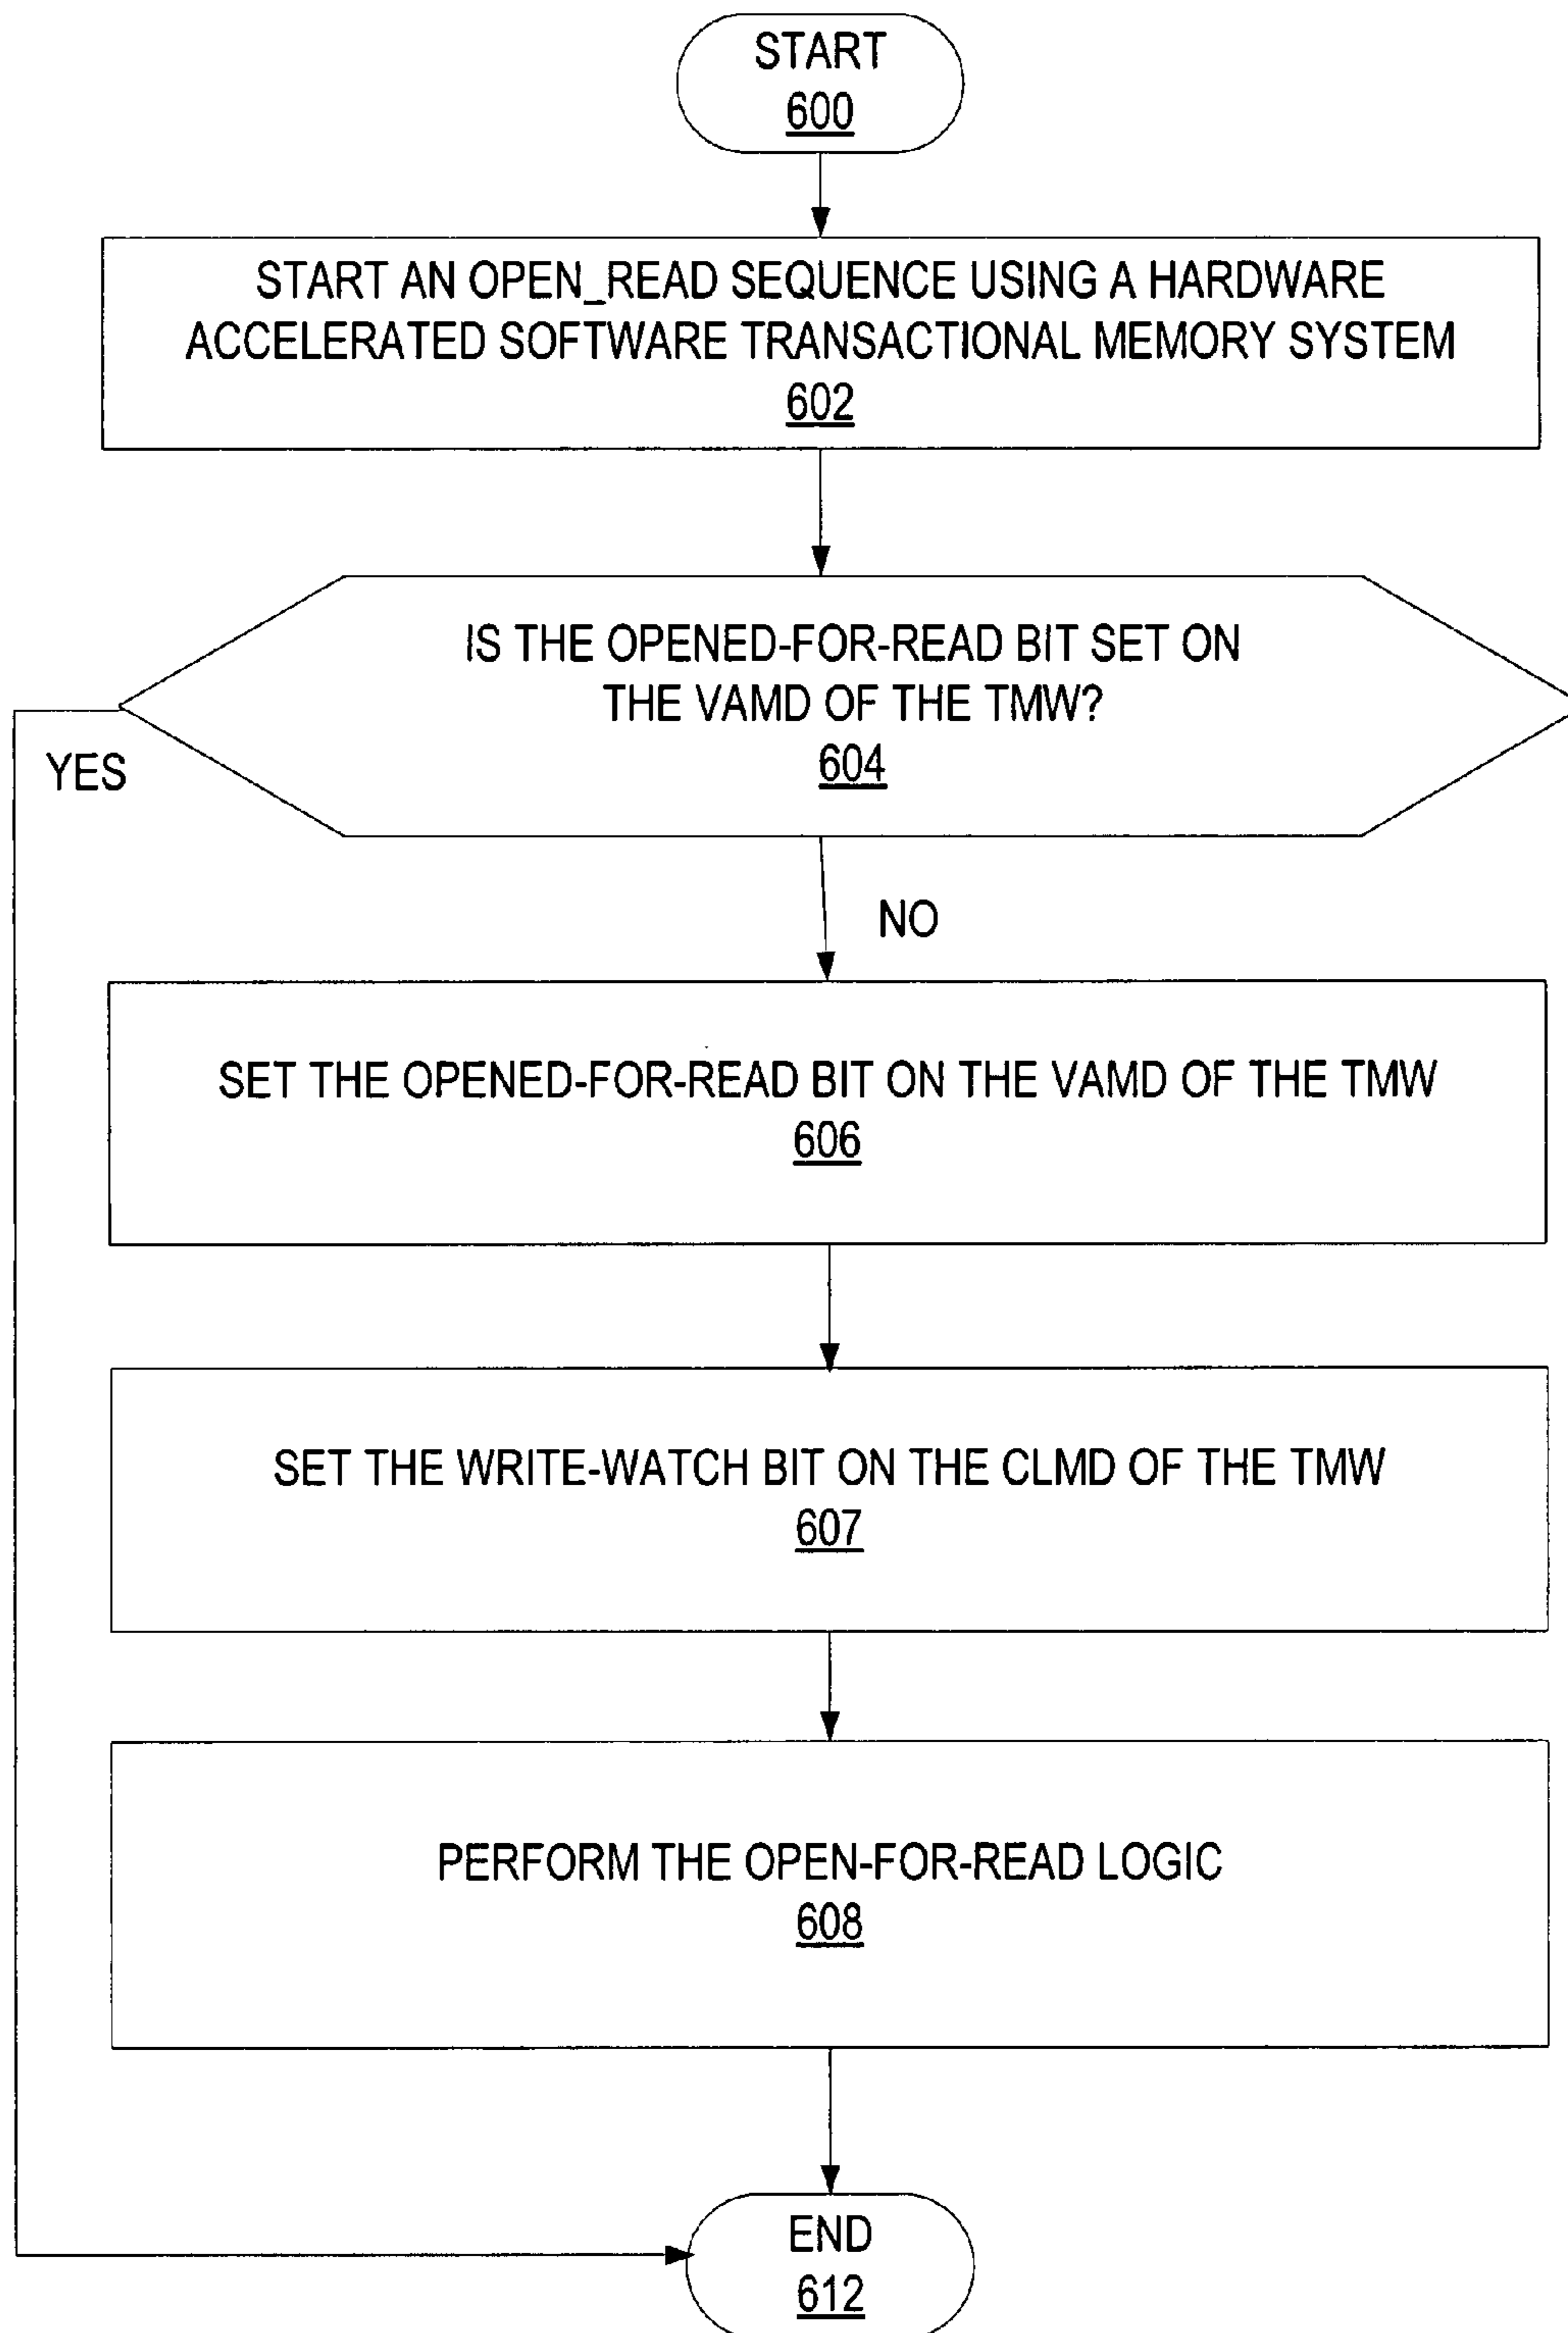 START
600
START AN OPEN_READ SEQUENCE USING A HARDWARE
ACCELERATED SOFTWARE TRANSACTIONAL MEMORY SYSTEM
602
IS THE OPENED-FOR-READ BIT SET ON
THE VAMD OF THE TMW?
604
YES
NO
SET THE OPENED-FOR-READ BIT ON THE VAMD OF THE TMW
606
SET THE WRITE-WATCH BIT ON THE CLMD OF THE TMW
607
PERFORM THE OPEN-FOR-READ LOGIC
608
END
612